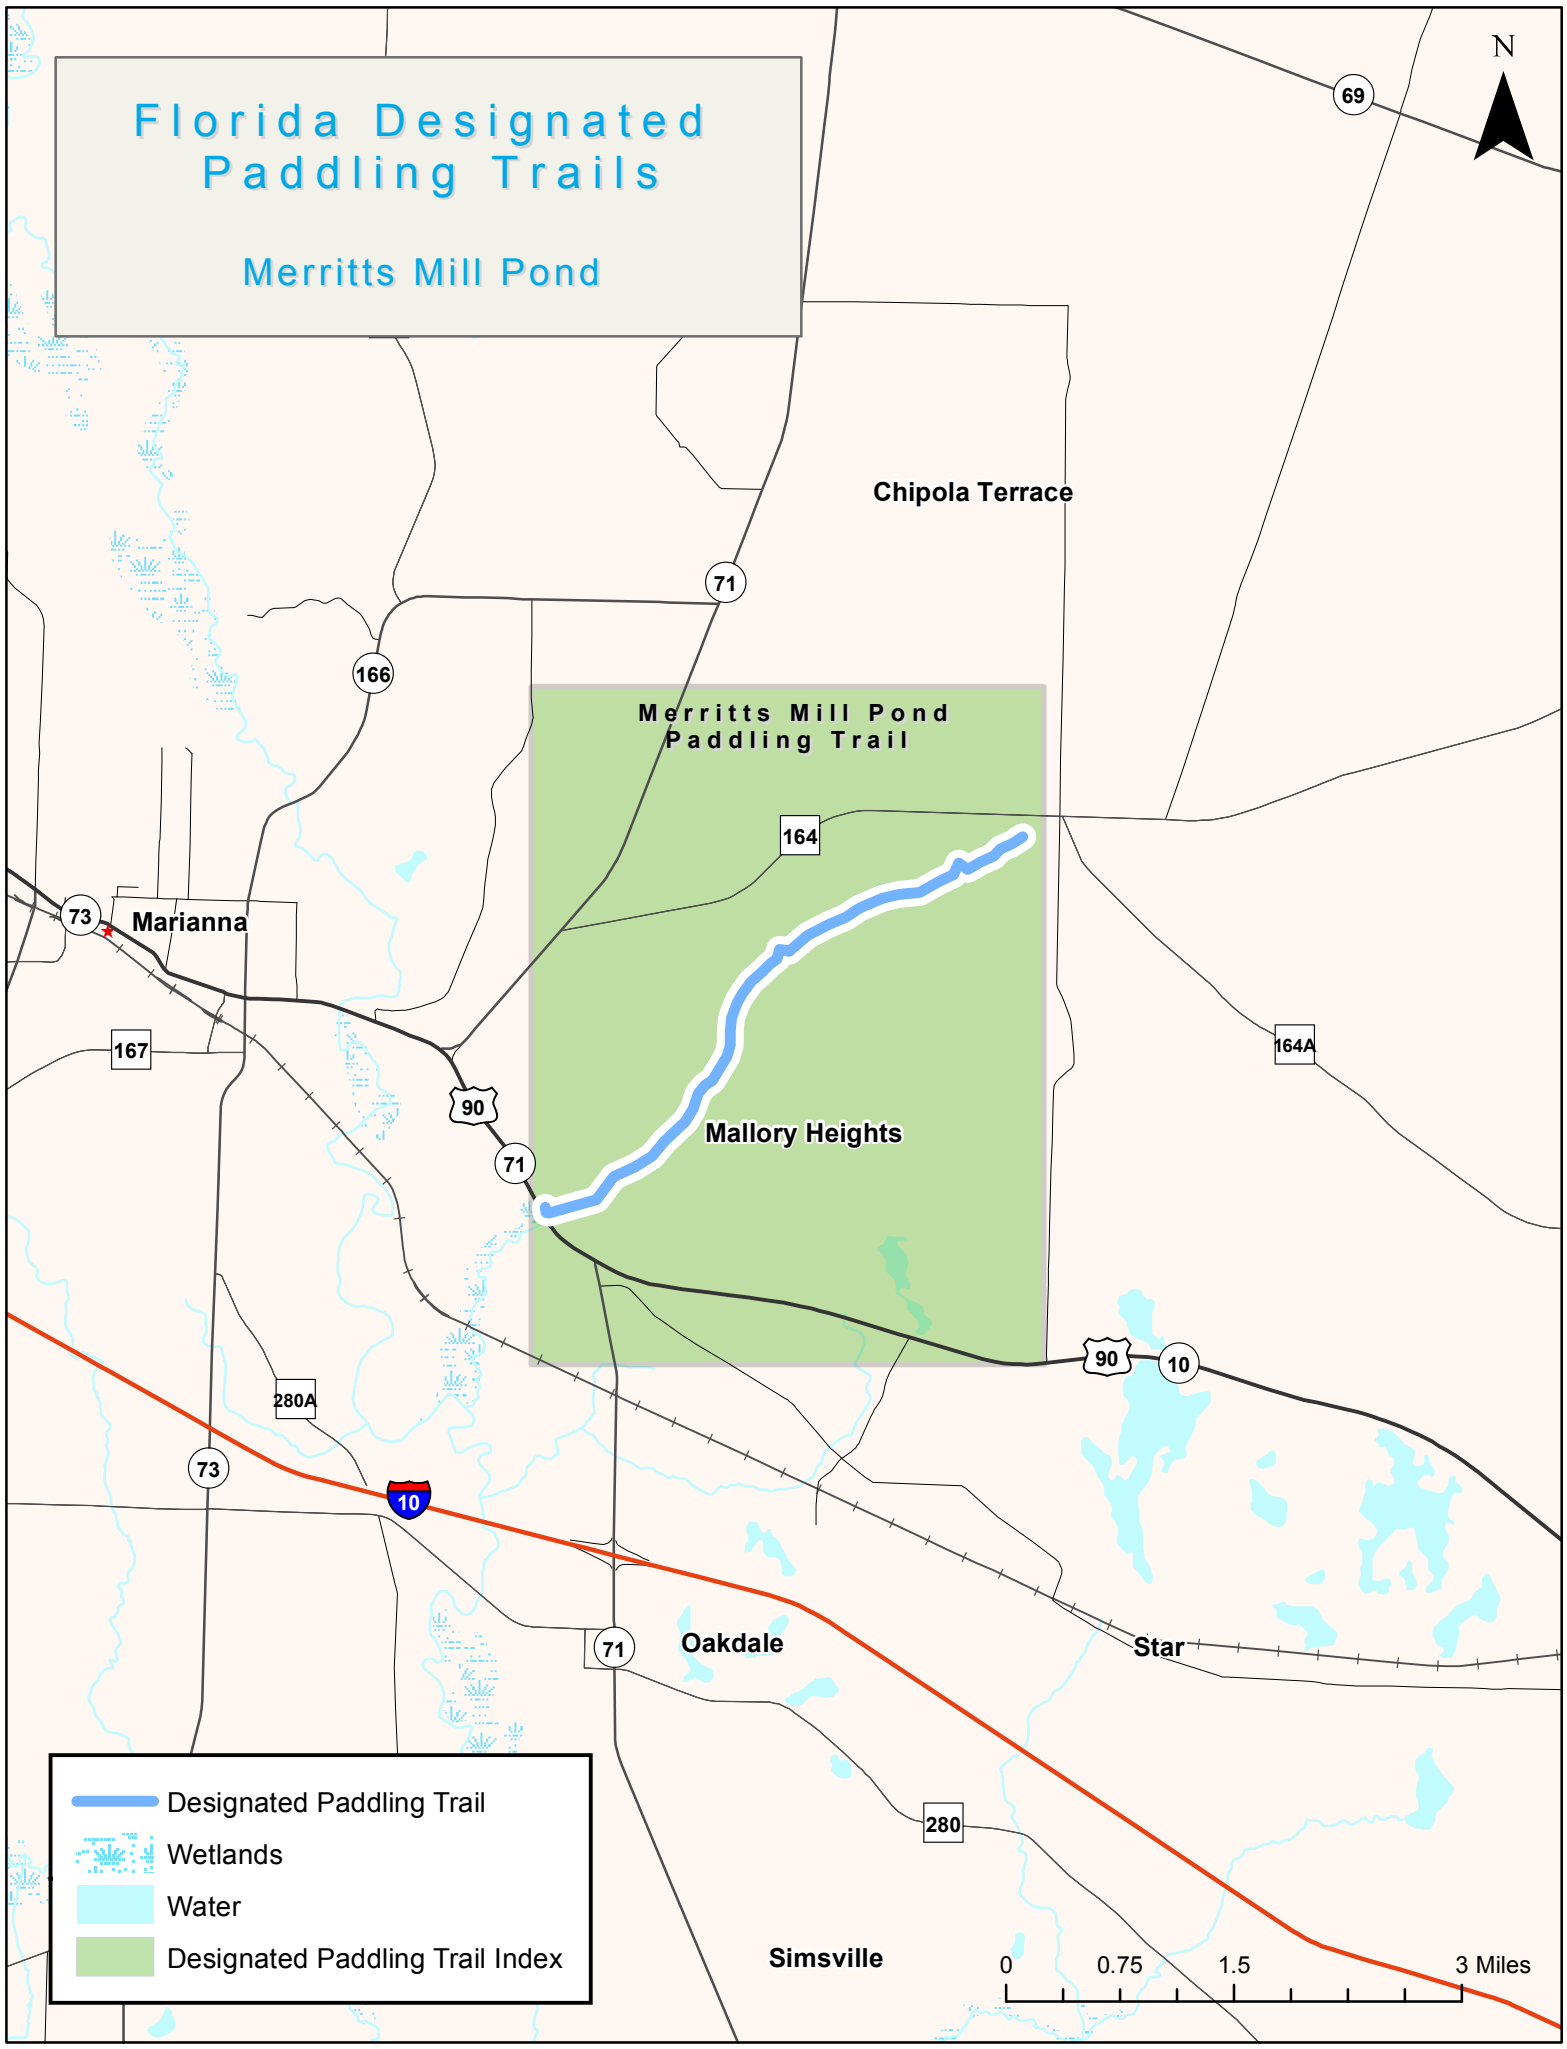 Florida Designated
Paddling Trails
Merritts Mill Pond
N
69
Chipola Terrace
71
166
Merritts Mill Pond
Paddling Trail
164
73
Marianna
167
164A
90
71
Mallory Heights
90
10
280A
73
10
71
Oakdale
Star
280
Simsville
Designated Paddling Trail
Wetlands
Water
Designated Paddling Trail Index
0 0.75 1.5 3 Miles